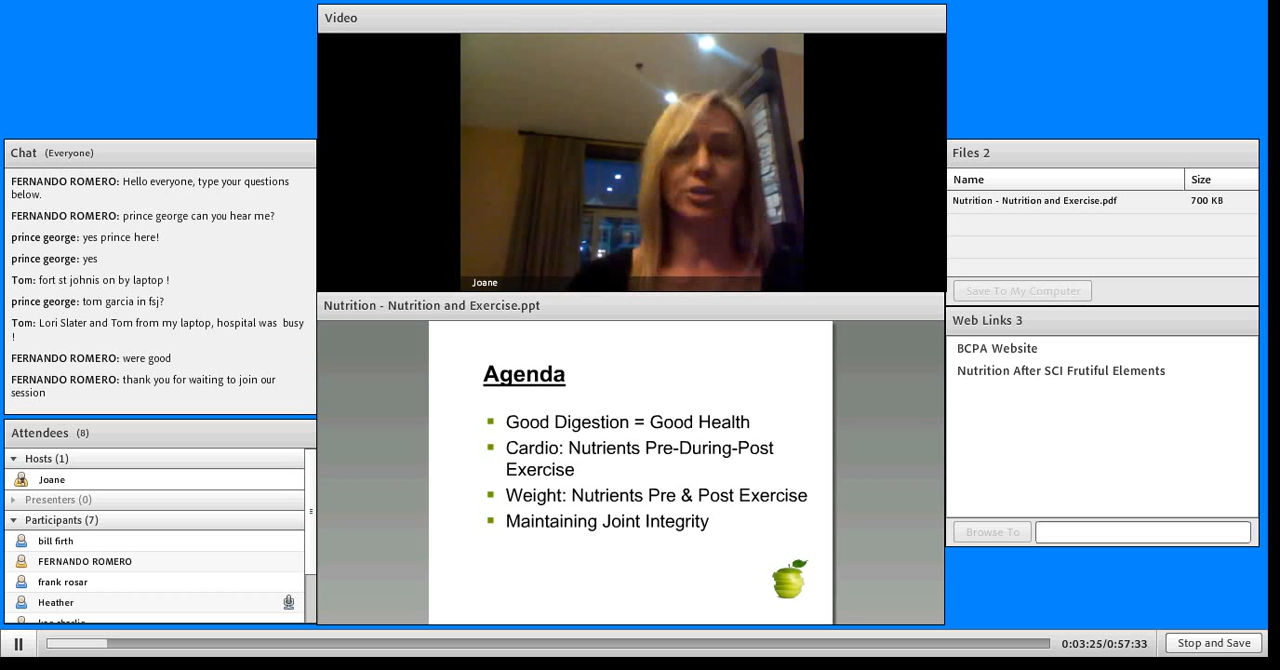 Video
Joane
Chat (Everyone)
FERNANDO ROMERO: Hello everyone, type your questions
below.
FERNANDO ROMERO: prince george can you hear me?
prince george: yes prince here!
prince george: yes
Tom: fort st johnis on by laptop !
prince george: tom garcia in fsj?
Tom: Lori Slater and Tom from my laptop, hospital was busy
!
FERNANDO ROMERO: were good
FERNANDO ROMERO: thank you for waiting to join our
session
Attendees (8)
Hosts (1)
Joane
Presenters (0)
Participants (7)
bill firth
FERNANDO ROMERO
frank rosar
Heather
Nutrition - Nutrition and Exercise.ppt
Agenda
Good Digestion = Good Health
Cardio: Nutrients Pre-During-Post
Exercise
Weight: Nutrients Pre & Post Exercise
Maintaining Joint Integrity
Files 2
Name Size
Nutrition - Nutrition and Exercise.pdf 700 KB
Save To My Computer
Web Links 3
BCPA Website
Nutrition After SCI Frutiful Elements
Browse To
0:03:25/0:57:33
Stop and Save